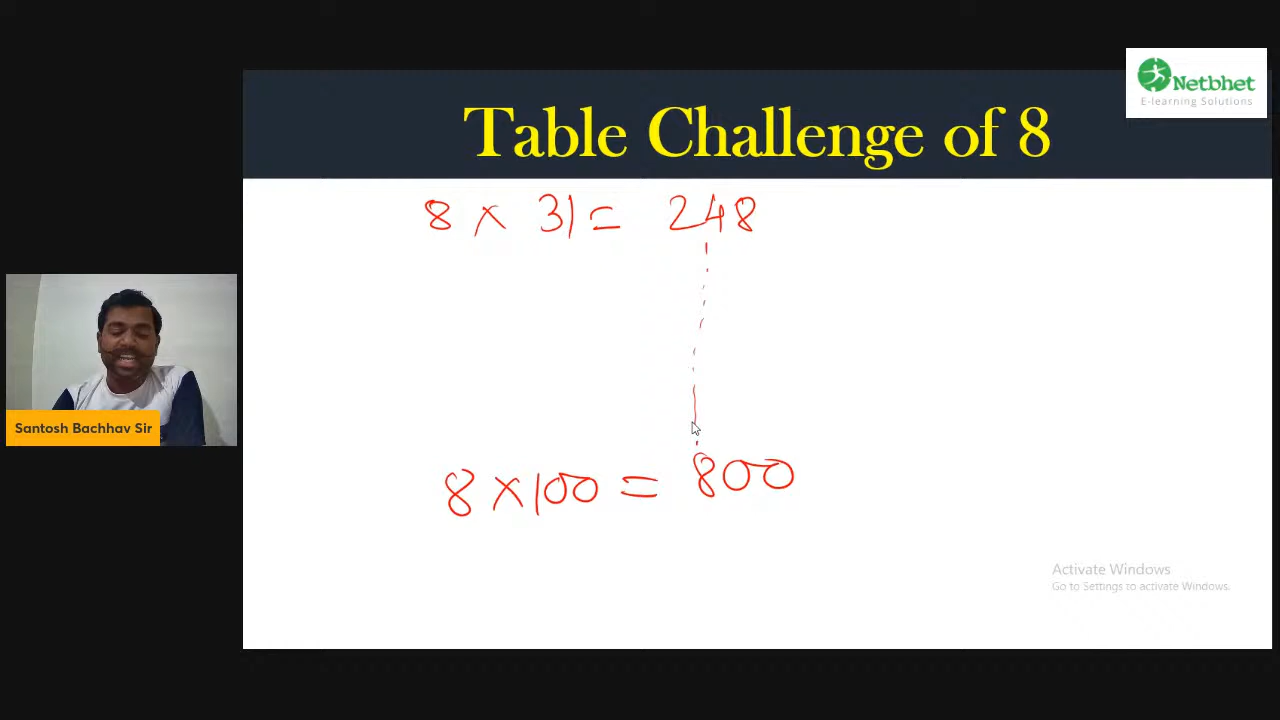 Netbhet
E-learning Solutions
Table Challenge of 8
8 × 31 = 248
Santosh Bachhav Sir
8 × 100 = 800
Activate Windows
Go to Settings to activate Windows.